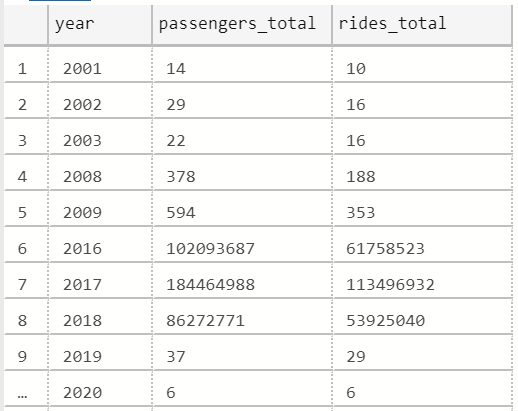 year passengers_total rides_total
1 2001 14 10
2 2002 29 16
3 2003 22 16
4 2008 378 188
5 2009 594 353
6 2016 102093687 61758523
7 2017 184464988 113496932
8 2018 86272771 53925040
9 2019 37 29
… 2020 6 6